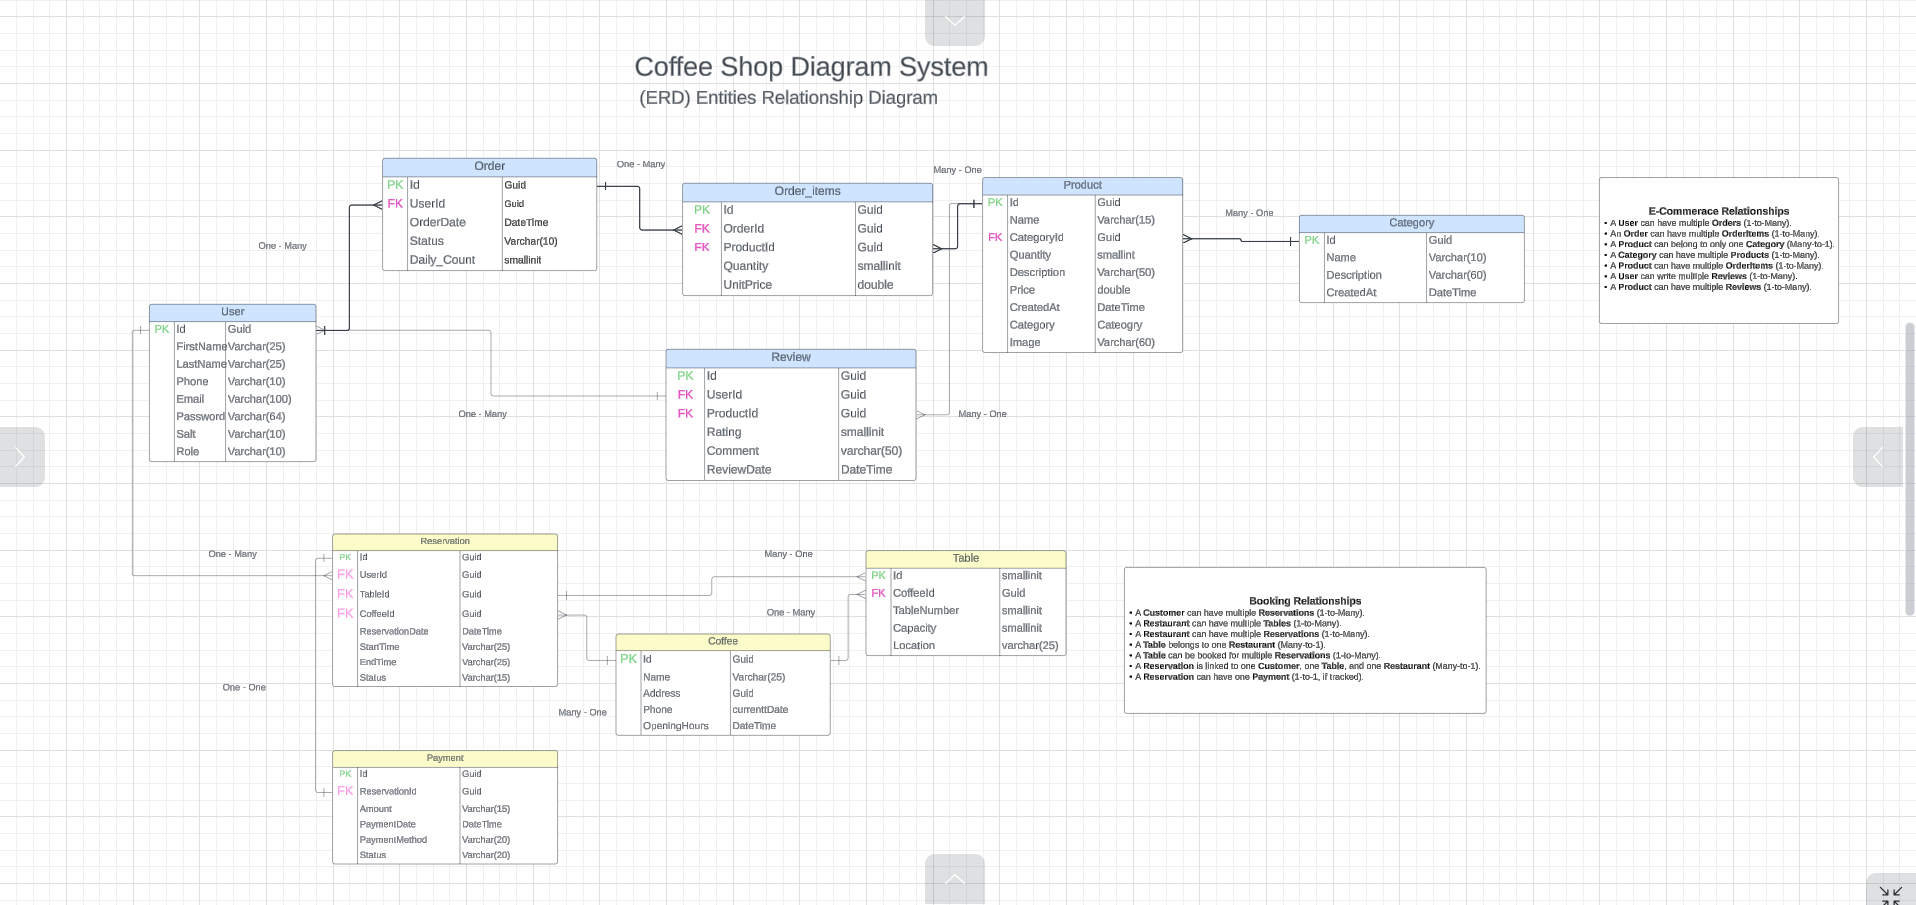 Coffee Shop Diagram System
(ERD) Entities Relationship Diagram
Order
PK Id Guid
FK UserId Guid
OrderDate DateTime
Status Varchar(10)
Daily_Count smallinit
One - Many
One - Many
Order_items
PK Id Guid
FK OrderId Guid
FK ProductId Guid
Quantity smallinit
UnitPrice double
Many - One
Product
PK Id Guid
Name Varchar(15)
FK CategoryId Guid
Quantity smallint
Description Varchar(50)
Price double
CreatedAt DateTime
Category Cateogry
Image Varchar(60)
Many - One
Category
PK Id Guid
Name Varchar(10)
Description Varchar(60)
CreatedAt DateTime
E-Commerace Relationships
• A User can have multiple Orders (1-to-Many).
• An Order can have multiple OrderItems (1-to-Many).
• A Product can belong to only one Category (Many-to-1).
• A Category can have multiple Products (1-to-Many).
• A Product can have multiple OrderItems (1-to-Many).
• A User can write multiple Reviews (1-to-Many).
• A Product can have multiple Reviews (1-to-Many).
User
PK Id Guid
FirstName Varchar(25)
LastName Varchar(25)
Phone Varchar(10)
Email Varchar(100)
Password Varchar(64)
Salt Varchar(10)
Role Varchar(10)
One - Many
Review
PK Id Guid
FK UserId Guid
FK ProductId Guid
Rating smallinit
Comment varchar(50)
ReviewDate DateTime
Many - One
One - Many
Reservation
PK Id Guid
FK UserId Guid
FK TableId Guid
FK CoffeeId Guid
ReservationDate DateTime
StartTime Varchar(25)
EndTime Varchar(25)
Status Varchar(15)
Many - One
One - Many
Table
PK Id smallinit
FK CoffeeId Guid
TableNumber smallinit
Capacity smallinit
Location varchar(25)
Coffee
PK Id Guid
Name Varchar(25)
Address Guid
Phone currenttDate
OpeningHours DateTime
Many - One
One - One
Payment
PK Id Guid
FK ReservationId Guid
Amount Varchar(15)
PaymentDate DateTime
PaymentMethod Varchar(20)
Status Varchar(20)
Booking Relationships
• A Customer can have multiple Reservations (1-to-Many).
• A Restaurant can have multiple Tables (1-to-Many).
• A Restaurant can have multiple Reservations (1-to-Many).
• A Table belongs to one Restaurant (Many-to-1).
• A Table can be booked for multiple Reservations (1-to-Many).
• A Reservation is linked to one Customer, one Table, and one Restaurant (Many-to-1).
• A Reservation can have one Payment (1-to-1, if tracked).